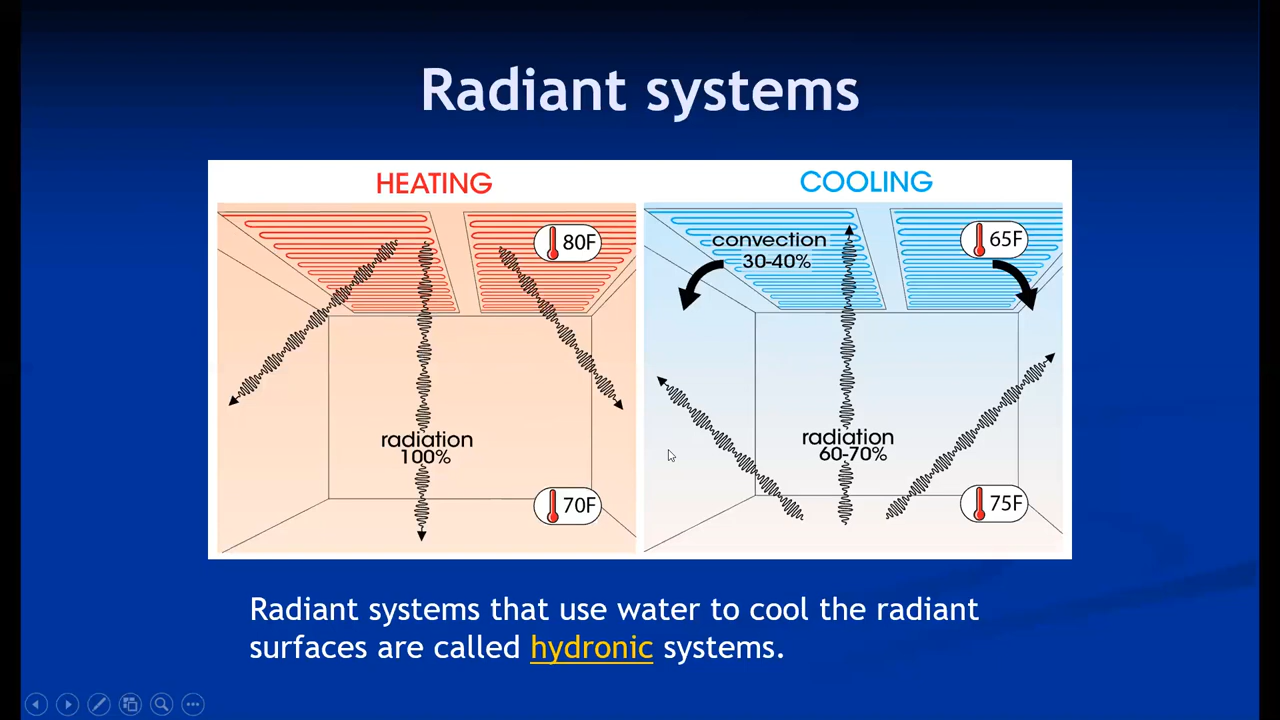 Radiant systems
HEATING
80F
radiation
100%
70F
COOLING
convection
30-40%
65F
radiation
60-70%
75F
Radiant systems that use water to cool the radiant
surfaces are called hydronic systems.